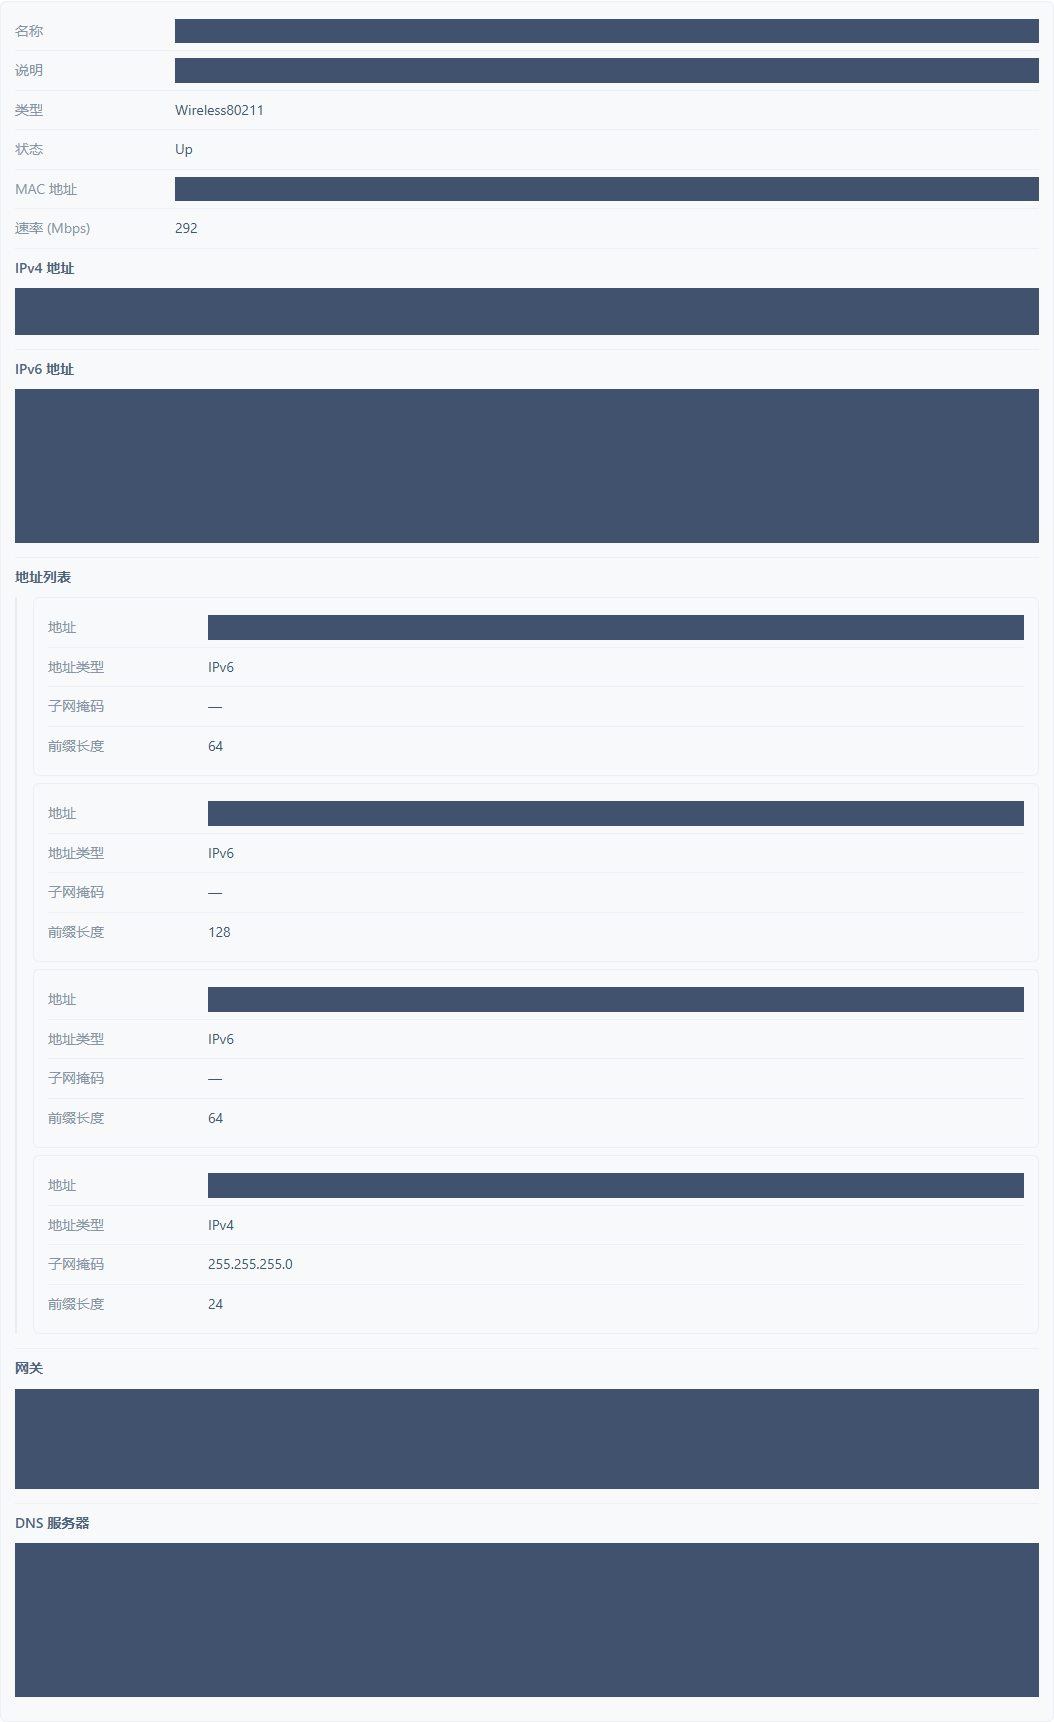 名称
说明
类型 Wireless80211
状态 Up
MAC 地址
速率 (Mbps) 292
IPv4 地址
IPv6 地址
地址列表
地址
地址类型 IPv6
子网掩码 —
前缀长度 64
地址
地址类型 IPv6
子网掩码 —
前缀长度 128
地址
地址类型 IPv6
子网掩码 —
前缀长度 64
地址
地址类型 IPv4
子网掩码 255.255.255.0
前缀长度 24
网关
DNS 服务器